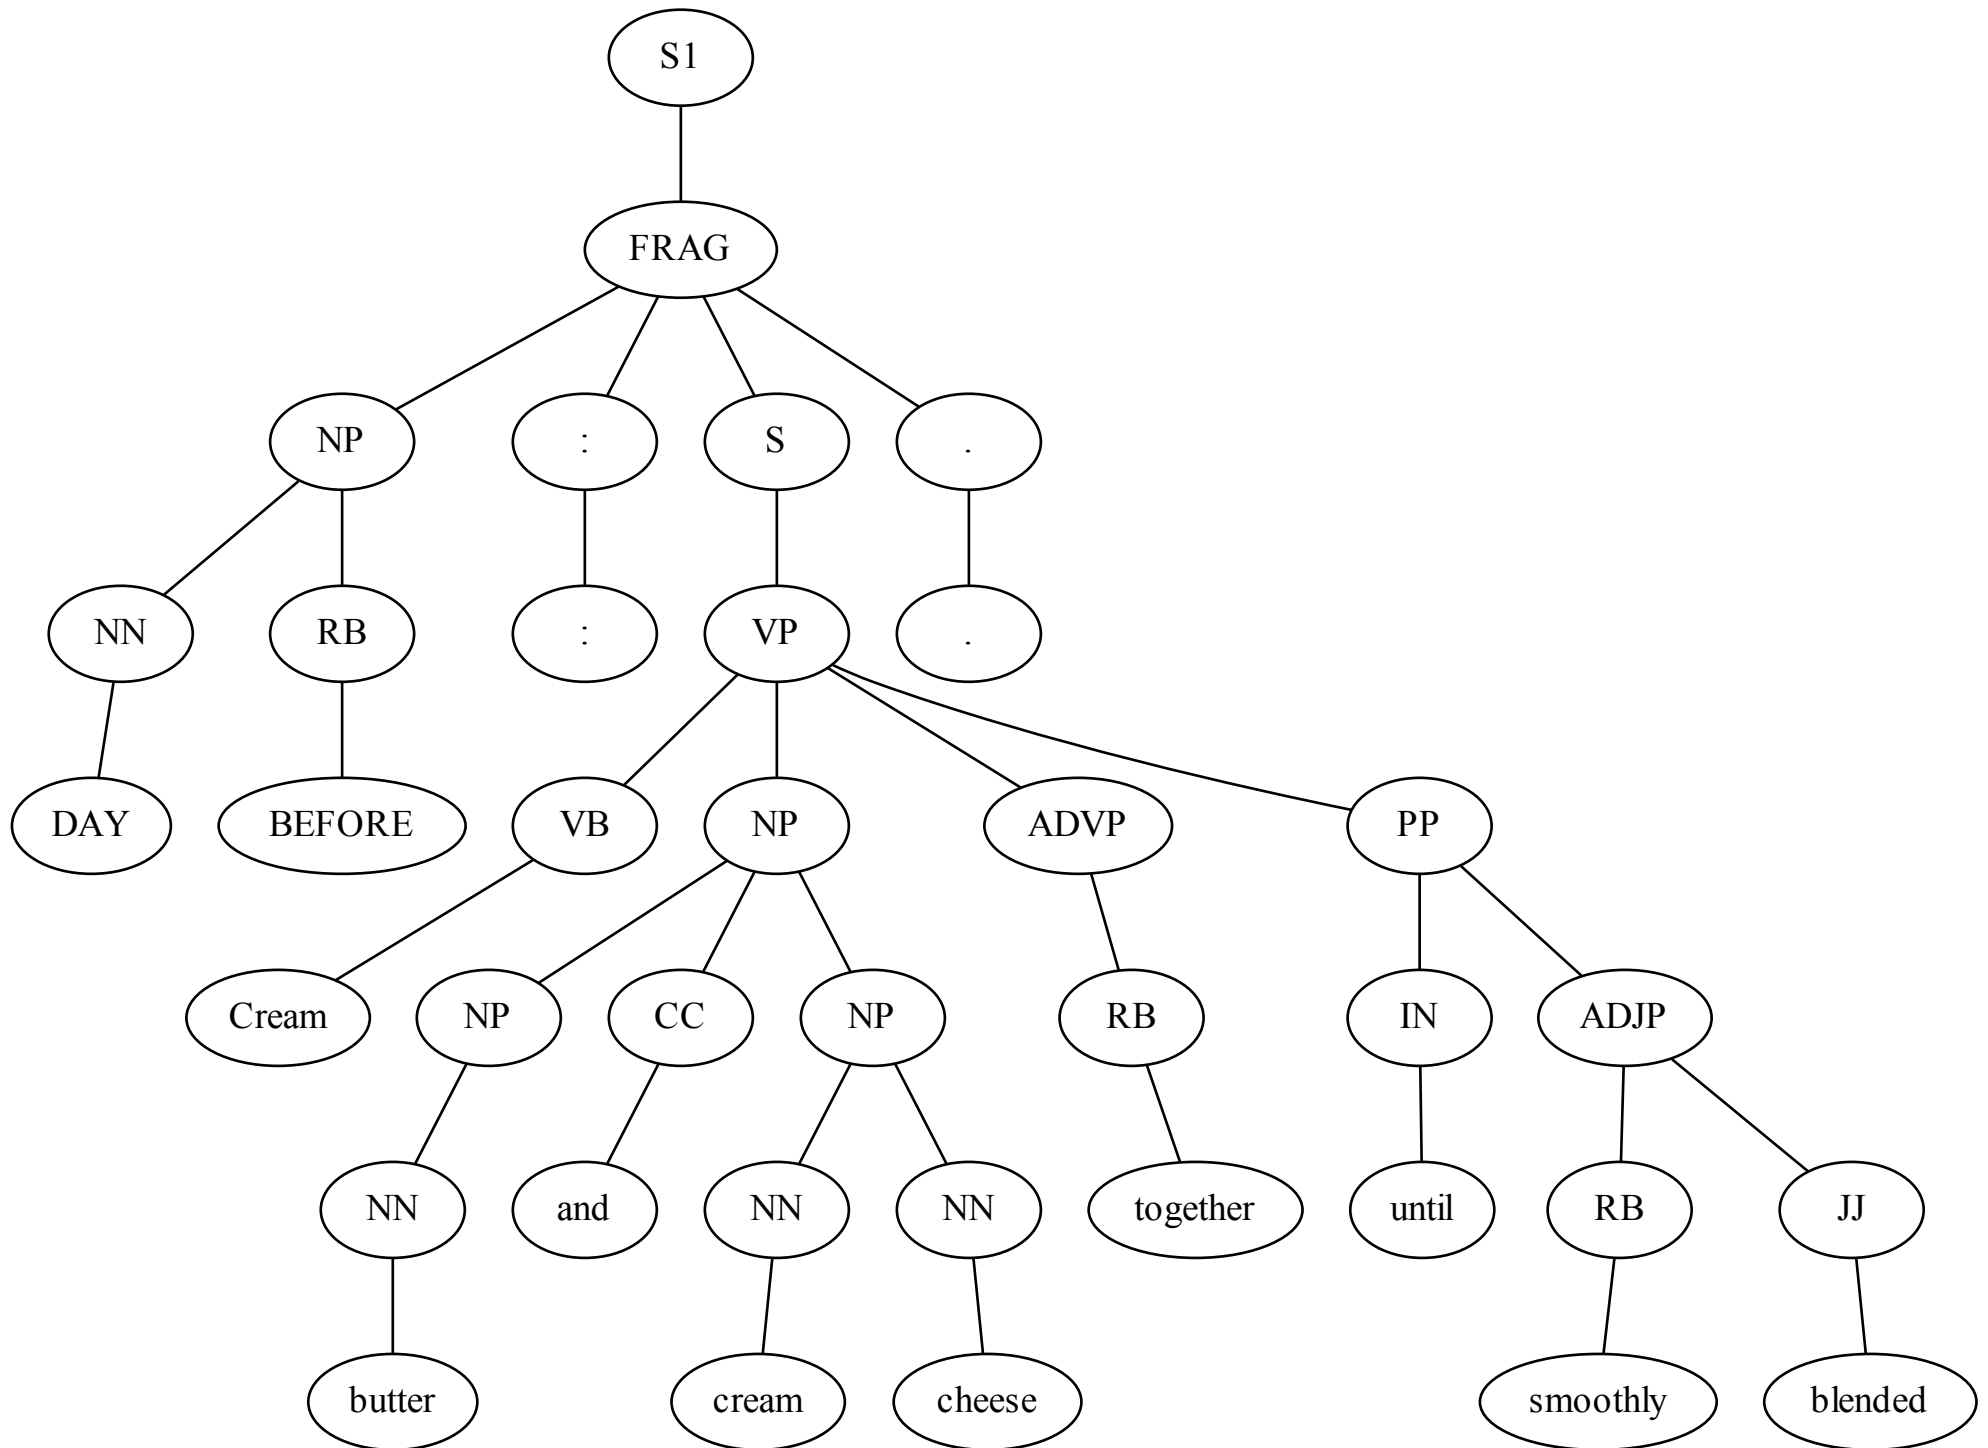 S1
FRAG
NP : S .
NN RB : VP .
DAY BEFORE VB NP ADVP PP
Cream NP CC NP RB IN ADJP
NN and NN NN together until RB JJ
butter cream cheese smoothly blended